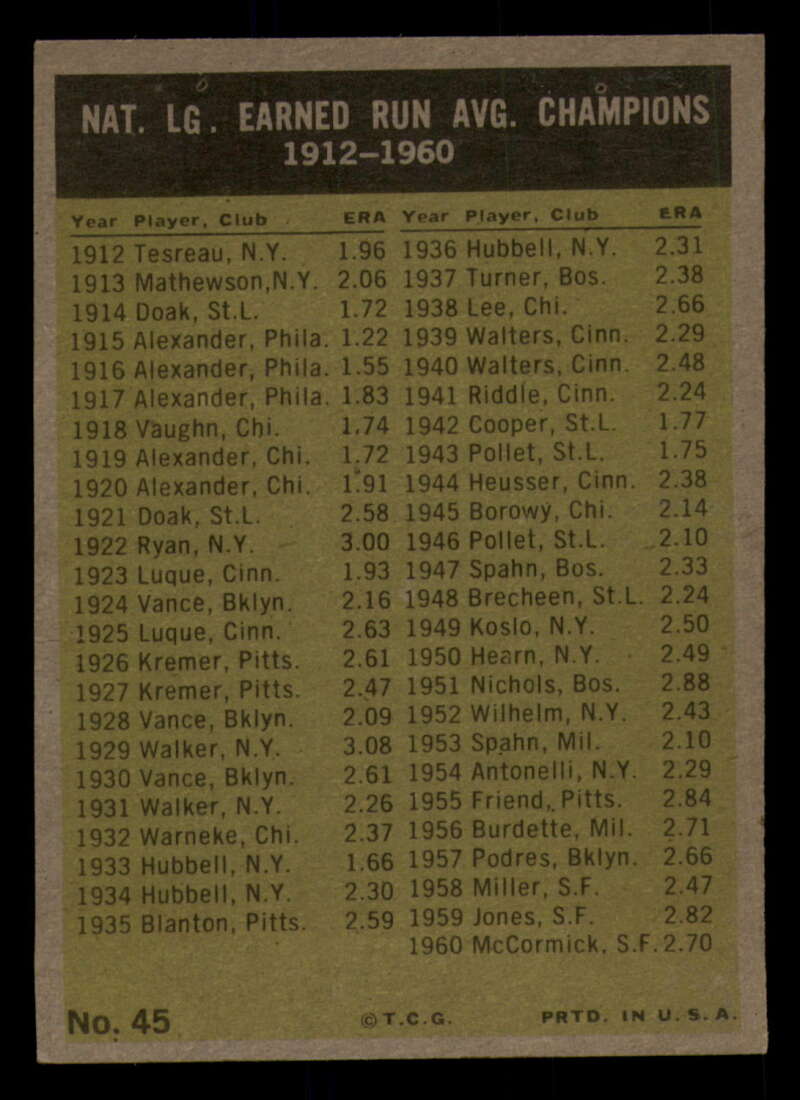 NAT. LG. EARNED RUN AVG. CHAMPIONS
1912–1960
Year Player, Club ERA
1912 Tesreau, N.Y. 1.96
1913 Mathewson,N.Y. 2.06
1914 Doak, St.L. 1.72
1915 Alexander, Phila. 1.22
1916 Alexander, Phila. 1.55
1917 Alexander, Phila. 1.83
1918 Vaughn, Chi. 1.74
1919 Alexander, Chi. 1.72
1920 Alexander, Chi. 1.91
1921 Doak, St.L. 2.58
1922 Ryan, N.Y. 3.00
1923 Luque, Cinn. 1.93
1924 Vance, Bklyn. 2.16
1925 Luque, Cinn. 2.63
1926 Kremer, Pitts. 2.61
1927 Kremer, Pitts. 2.47
1928 Vance, Bklyn. 2.09
1929 Walker, N.Y. 3.08
1930 Vance, Bklyn. 2.61
1931 Walker, N.Y. 2.26
1932 Warneke, Chi. 2.37
1933 Hubbell, N.Y. 1.66
1934 Hubbell, N.Y. 2.30
1935 Blanton, Pitts. 2.59
Year Player, Club ERA
1936 Hubbell, N.Y. 2.31
1937 Turner, Bos. 2.38
1938 Lee, Chi. 2.66
1939 Walters, Cinn. 2.29
1940 Walters, Cinn. 2.48
1941 Riddle, Cinn. 2.24
1942 Cooper, St.L. 1.77
1943 Pollet, St.L. 1.75
1944 Heusser, Cinn. 2.38
1945 Borowy, Chi. 2.14
1946 Pollet, St.L. 2.10
1947 Spahn, Bos. 2.33
1948 Brecheen, St.L. 2.24
1949 Koslo, N.Y. 2.50
1950 Hearn, N.Y. 2.49
1951 Nichols, Bos. 2.88
1952 Wilhelm, N.Y. 2.43
1953 Spahn, Mil. 2.10
1954 Antonelli, N.Y. 2.29
1955 Friend, Pitts. 2.84
1956 Burdette, Mil. 2.71
1957 Podres, Bklyn. 2.66
1958 Miller, S.F. 2.47
1959 Jones, S.F. 2.82
1960 McCormick, S.F. 2.70
No. 45 ©T.C.G. PRTD. IN U.S.A.